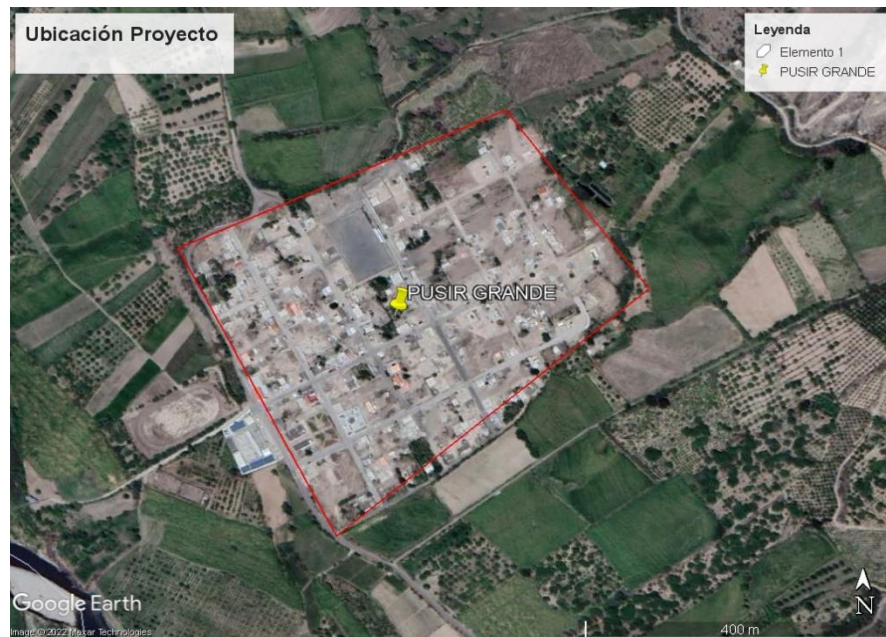 Ubicación Proyecto
Leyenda
Elemento 1
PUSIR GRANDE
PUSIR GRANDE
Google Earth
Image © 2022 Maxar Technologies
400 m
N